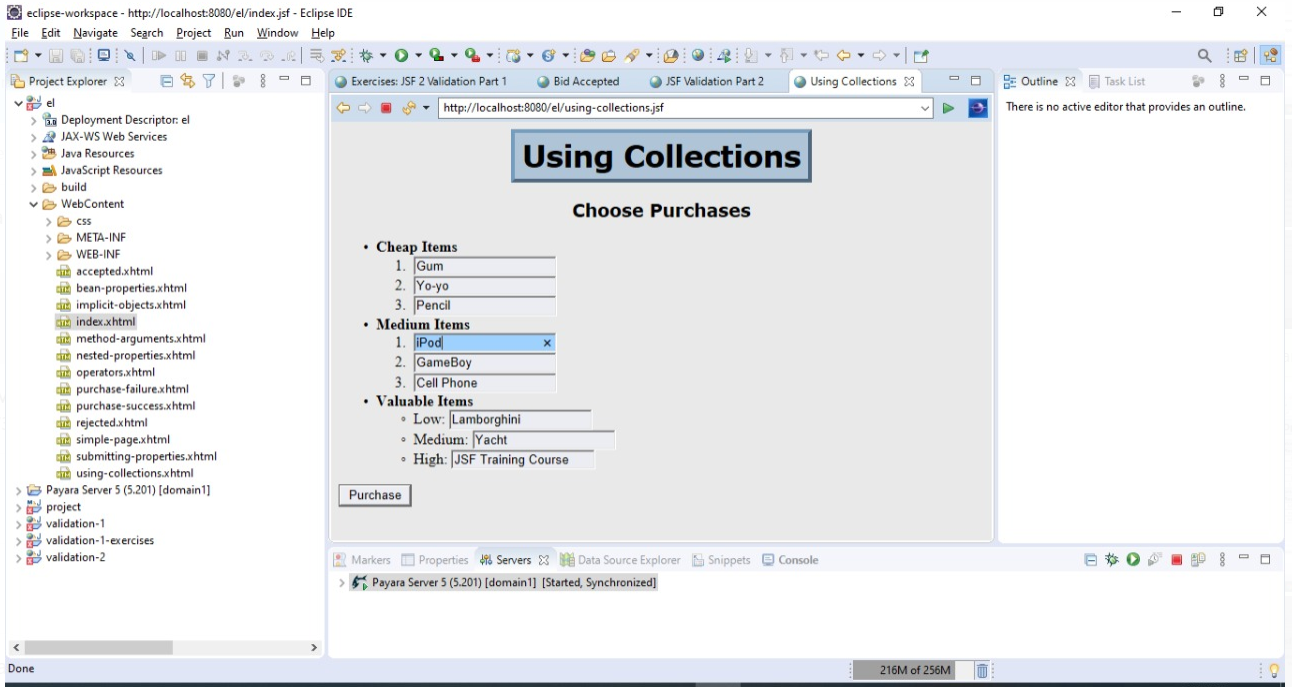 eclipse-workspace - http://localhost:8080/el/index.jsf - Eclipse IDE
File Edit Navigate Search Project Run Window Help
Project Explorer
el
Deployment Descriptor: el
JAX-WS Web Services
Java Resources
JavaScript Resources
build
WebContent
css
META-INF
WEB-INF
accepted.xhtml
bean-properties.xhtml
implicit-objects.xhtml
index.xhtml
method-arguments.xhtml
nested-properties.xhtml
operators.xhtml
purchase-failure.xhtml
purchase-success.xhtml
rejected.xhtml
simple-page.xhtml
submitting-properties.xhtml
using-collections.xhtml
Payara Server 5 (5.201) [domain1]
project
validation-1
validation-1-exercises
validation-2
Exercises: JSF 2 Validation Part 1 Bid Accepted JSF Validation Part 2 Using Collections
http://localhost:8080/el/using-collections.jsf
Using Collections
Choose Purchases
• Cheap Items
1. Gum
2. Yo-yo
3. Pencil
• Medium Items
1. iPod
2. GameBoy
3. Cell Phone
• Valuable Items
Low: Lamborghini
Medium: Yacht
High: JSF Training Course
Purchase
Outline Task List
There is no active editor that provides an outline.
Markers Properties Servers Data Source Explorer Snippets Console
Payara Server 5 (5.201) [domain1] [Started, Synchronized]
Done
216M of 256M